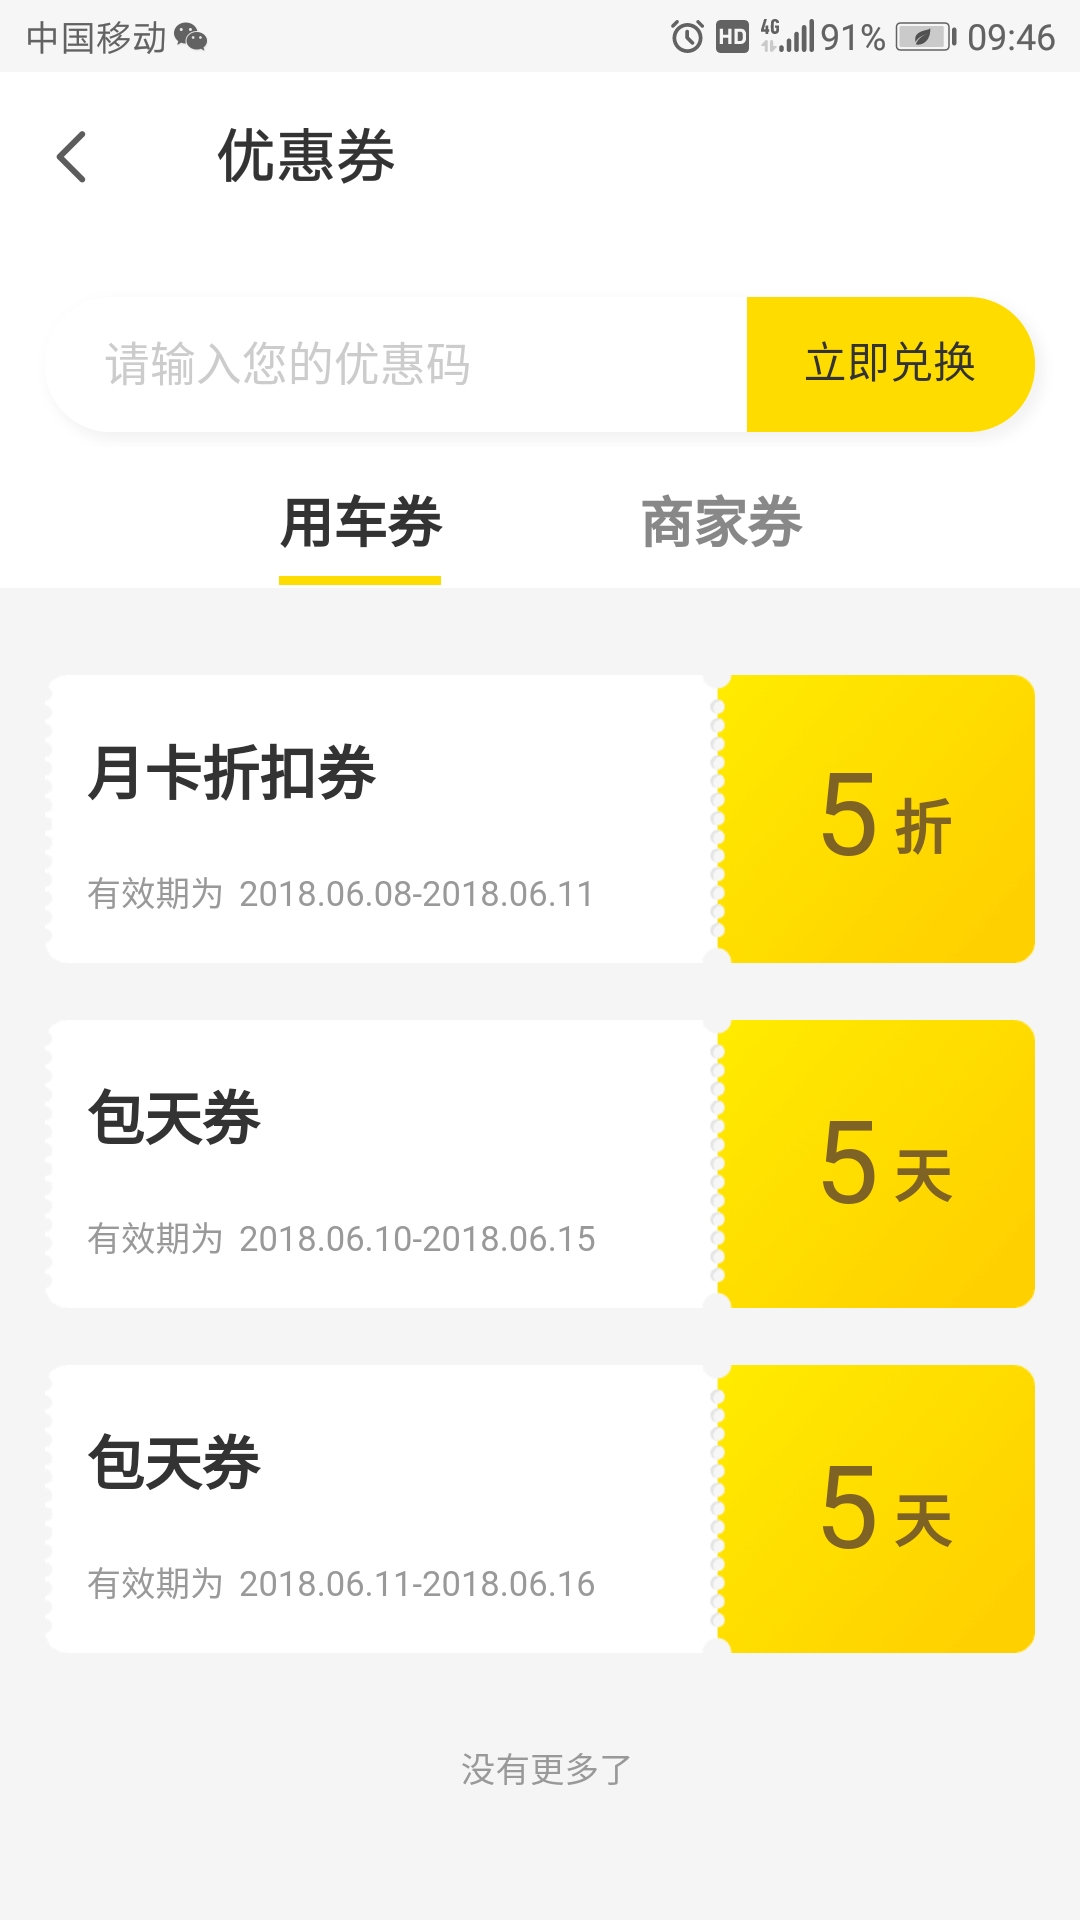 中国移动 HD 4G 91% 09:46
优惠券
请输入您的优惠码 立即兑换
用车券 商家券
月卡折扣券
5 折
有效期为 2018.06.08-2018.06.11
包天券
5 天
有效期为 2018.06.10-2018.06.15
包天券
5 天
有效期为 2018.06.11-2018.06.16
没有更多了